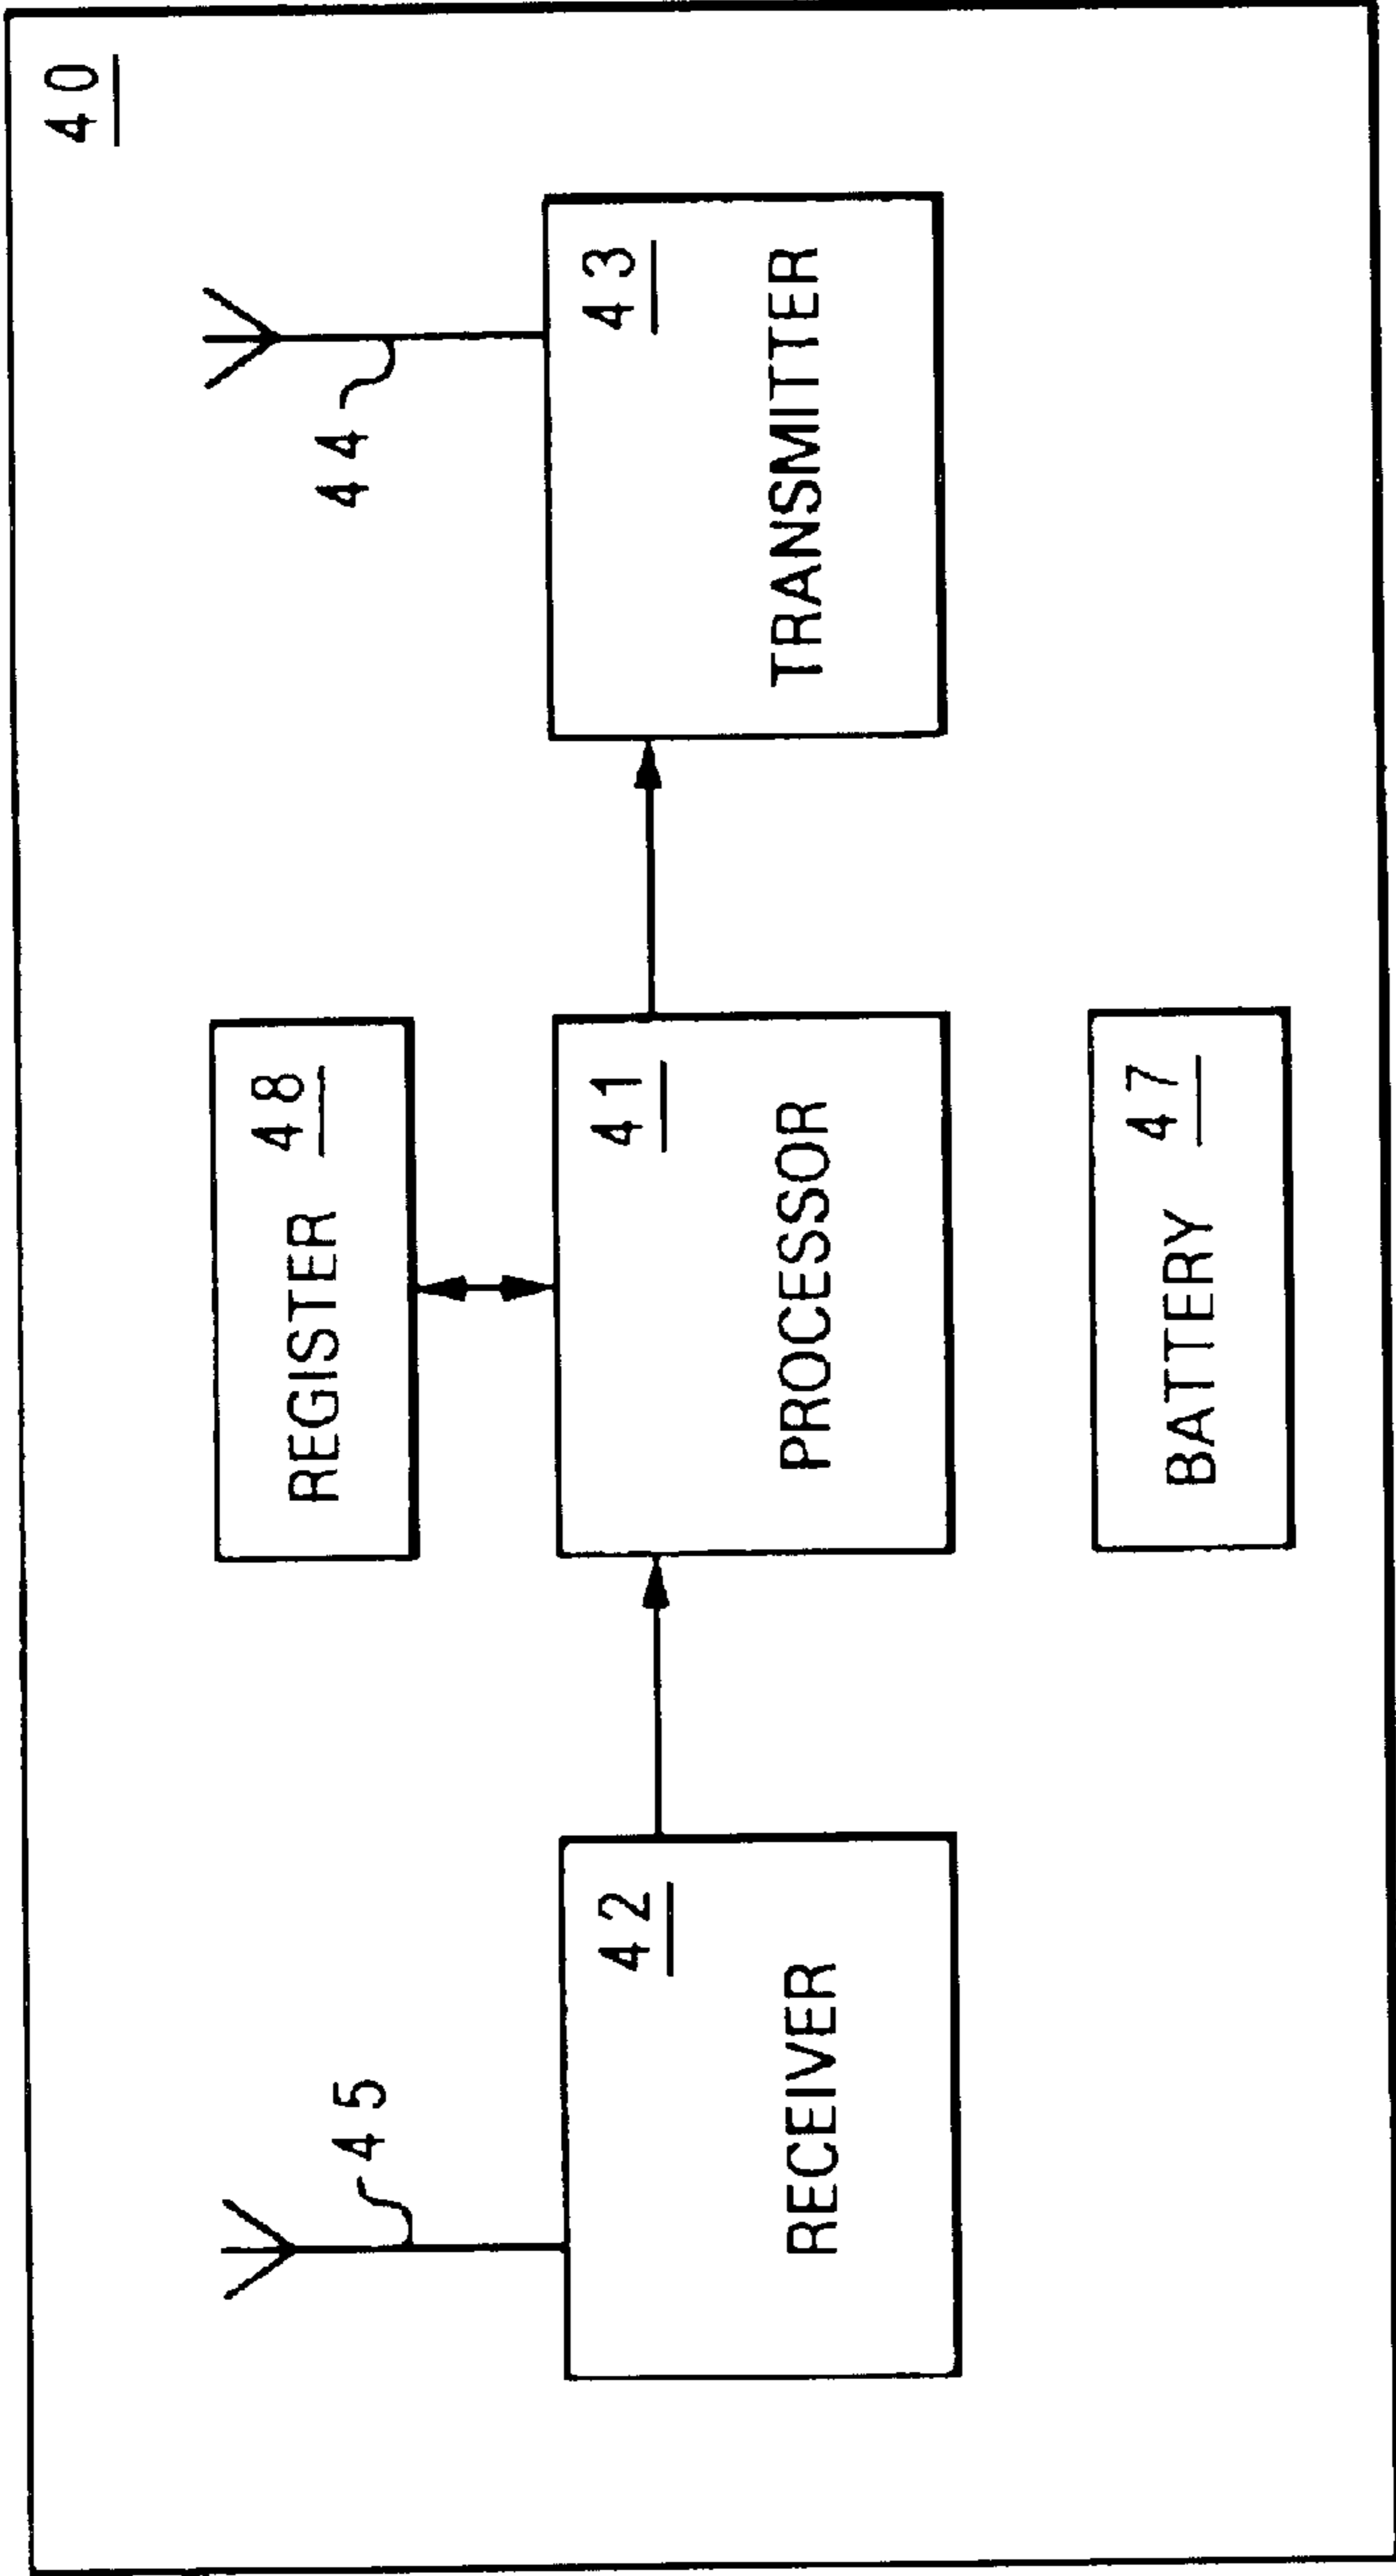 40
44
45
REGISTER 48
42
RECEIVER
41
PROCESSOR
43
TRANSMITTER
BATTERY 47